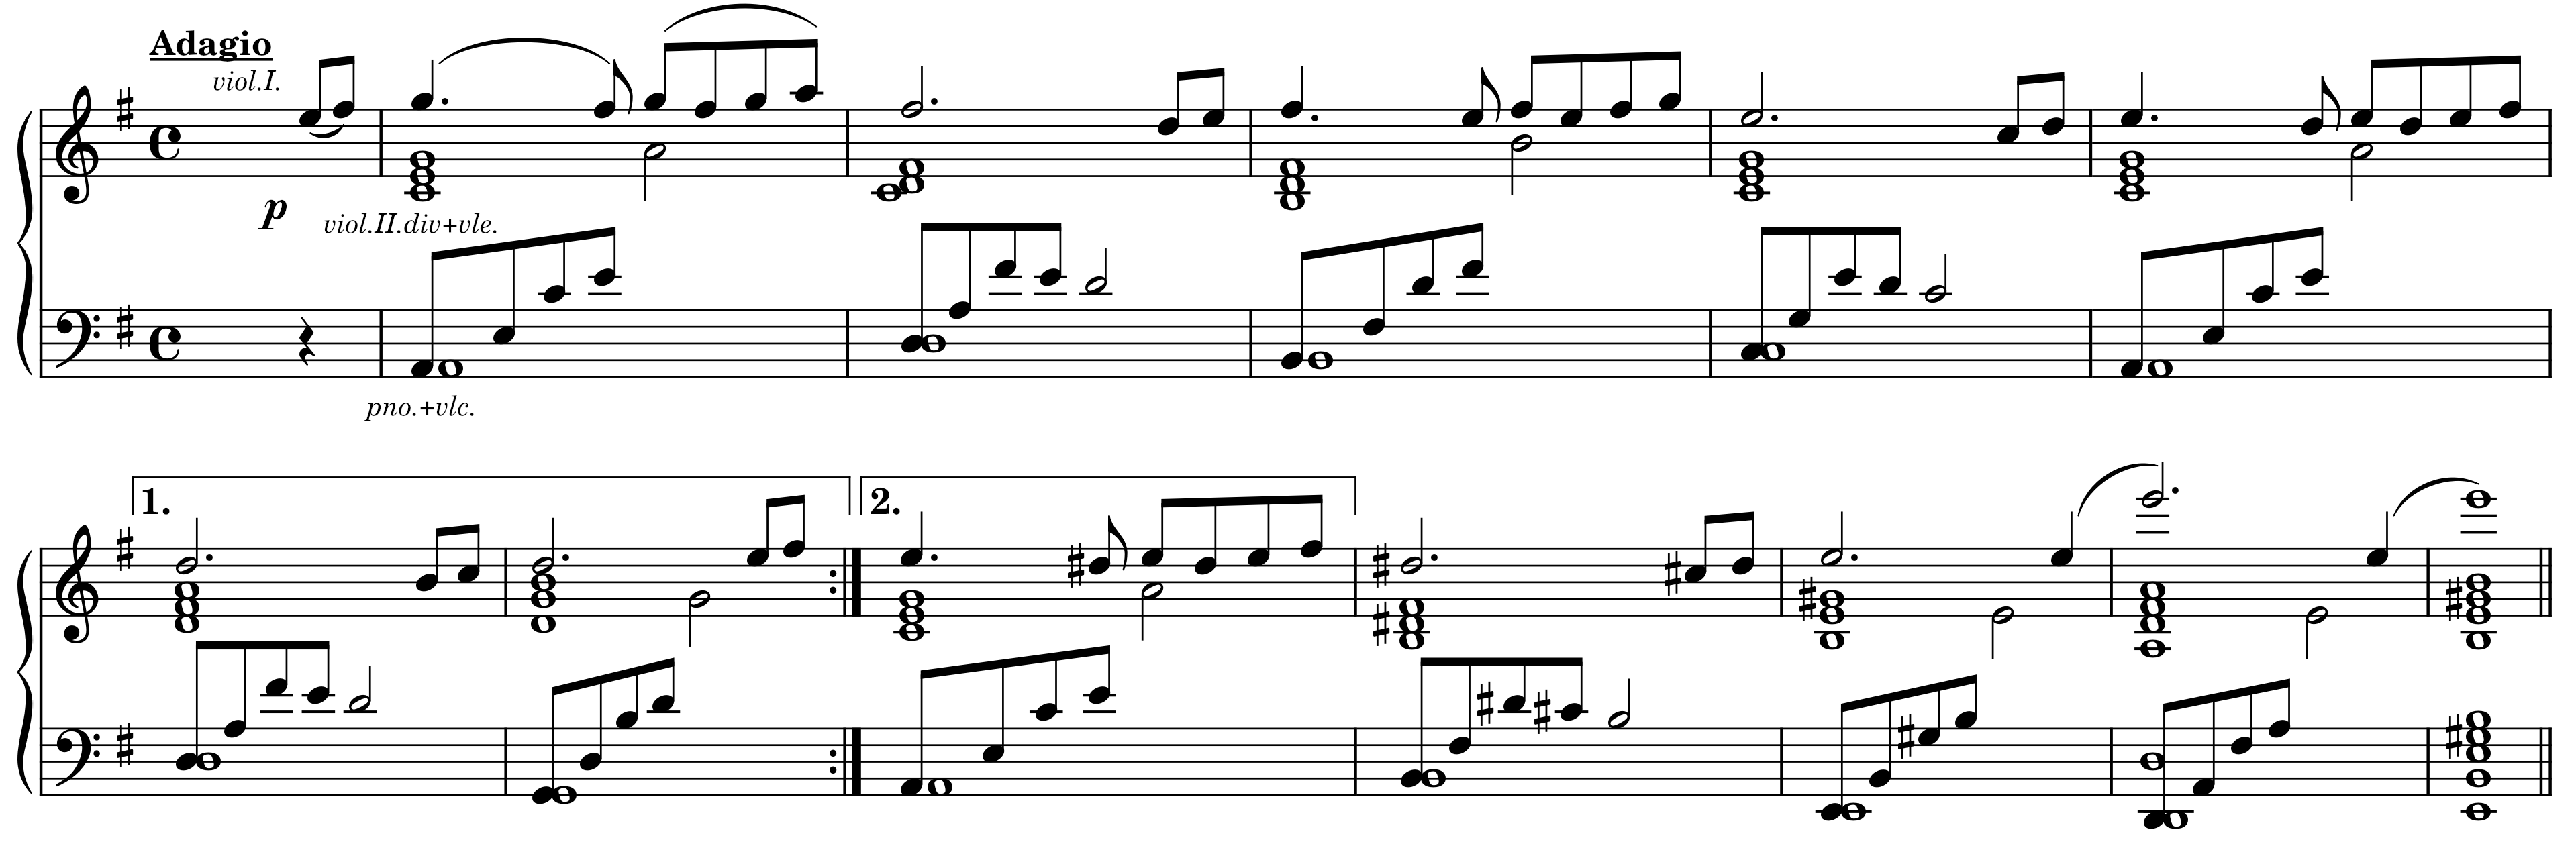 Adagio
viol.I.
p
viol.II.div+vle.
pno.+vlc.
1.
2.